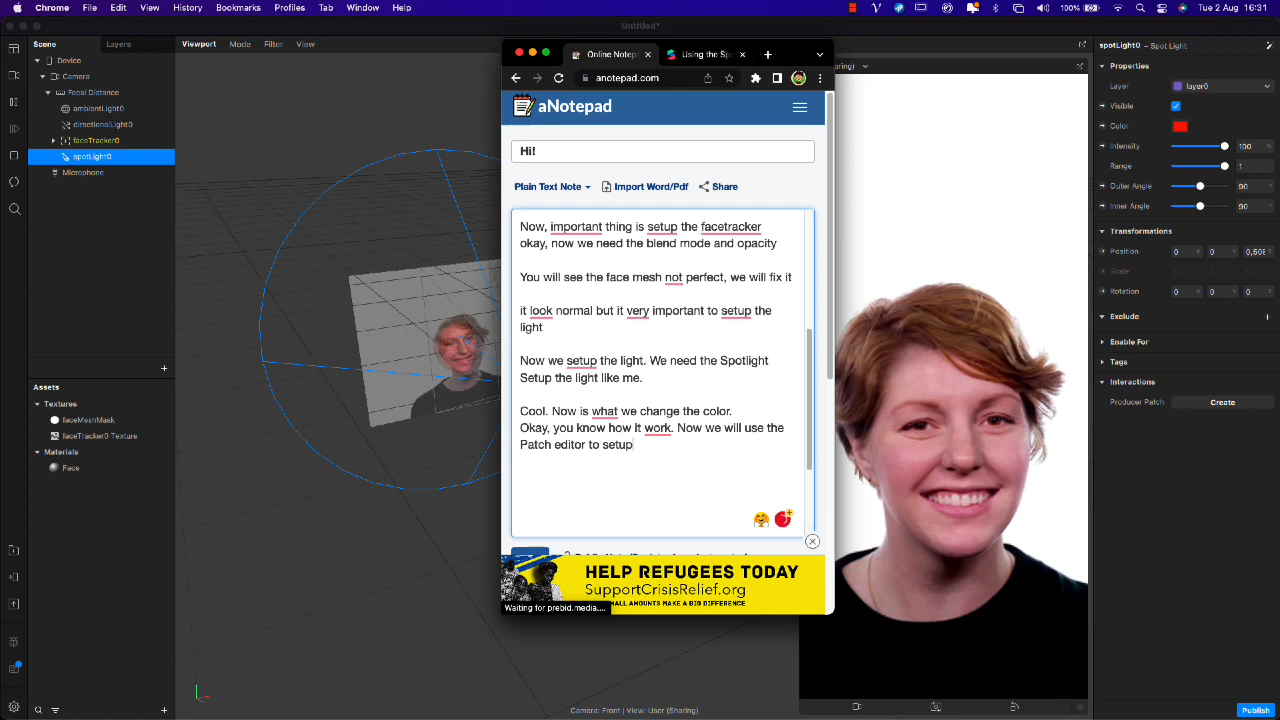 Chrome File Edit View History Bookmarks Profiles Tab Window Help
100% Tue 2 Aug 16:31
Untitled*
Scene Layers
Viewport Mode Filter View
Device
Camera
Focal Distance
ambientLight0
directionalLight0
faceTracker0
spotLight0
Microphone
Assets
Textures
faceMeshMask
faceTracker0 Texture
Materials
Face
Online Notep
Using the Sp
anotepad.com
aNotepad
Hi!
Plain Text Note Import Word/Pdf Share
Now, important thing is setup the facetracker
okay, now we need the blend mode and opacity
You will see the face mesh not perfect, we will fix it
it look normal but it very important to setup the
light
Now we setup the light. We need the Spotlight
Setup the light like me.
Cool. Now is what we change the color.
Okay, you know how it work. Now we will use the
Patch editor to setup
HELP REFUGEES TODAY
SupportCrisisRelief.org
SMALL AMOUNTS MAKE A BIG DIFFERENCE
Waiting for prebid.media....
Camera: Front | View: User (Sharing)
spotLight0 - Spot Light
Properties
Layer layer0
Visible
Color
Intensity 100 %
Range 1
Outer Angle 90
Inner Angle 90
Transformations
Position 0 X 0 Y 0,508
Scale
Rotation 0 X 0 Y 0 Z
Exclude
Enable For
Tags
Interactions
Producer Patch Create
Publish